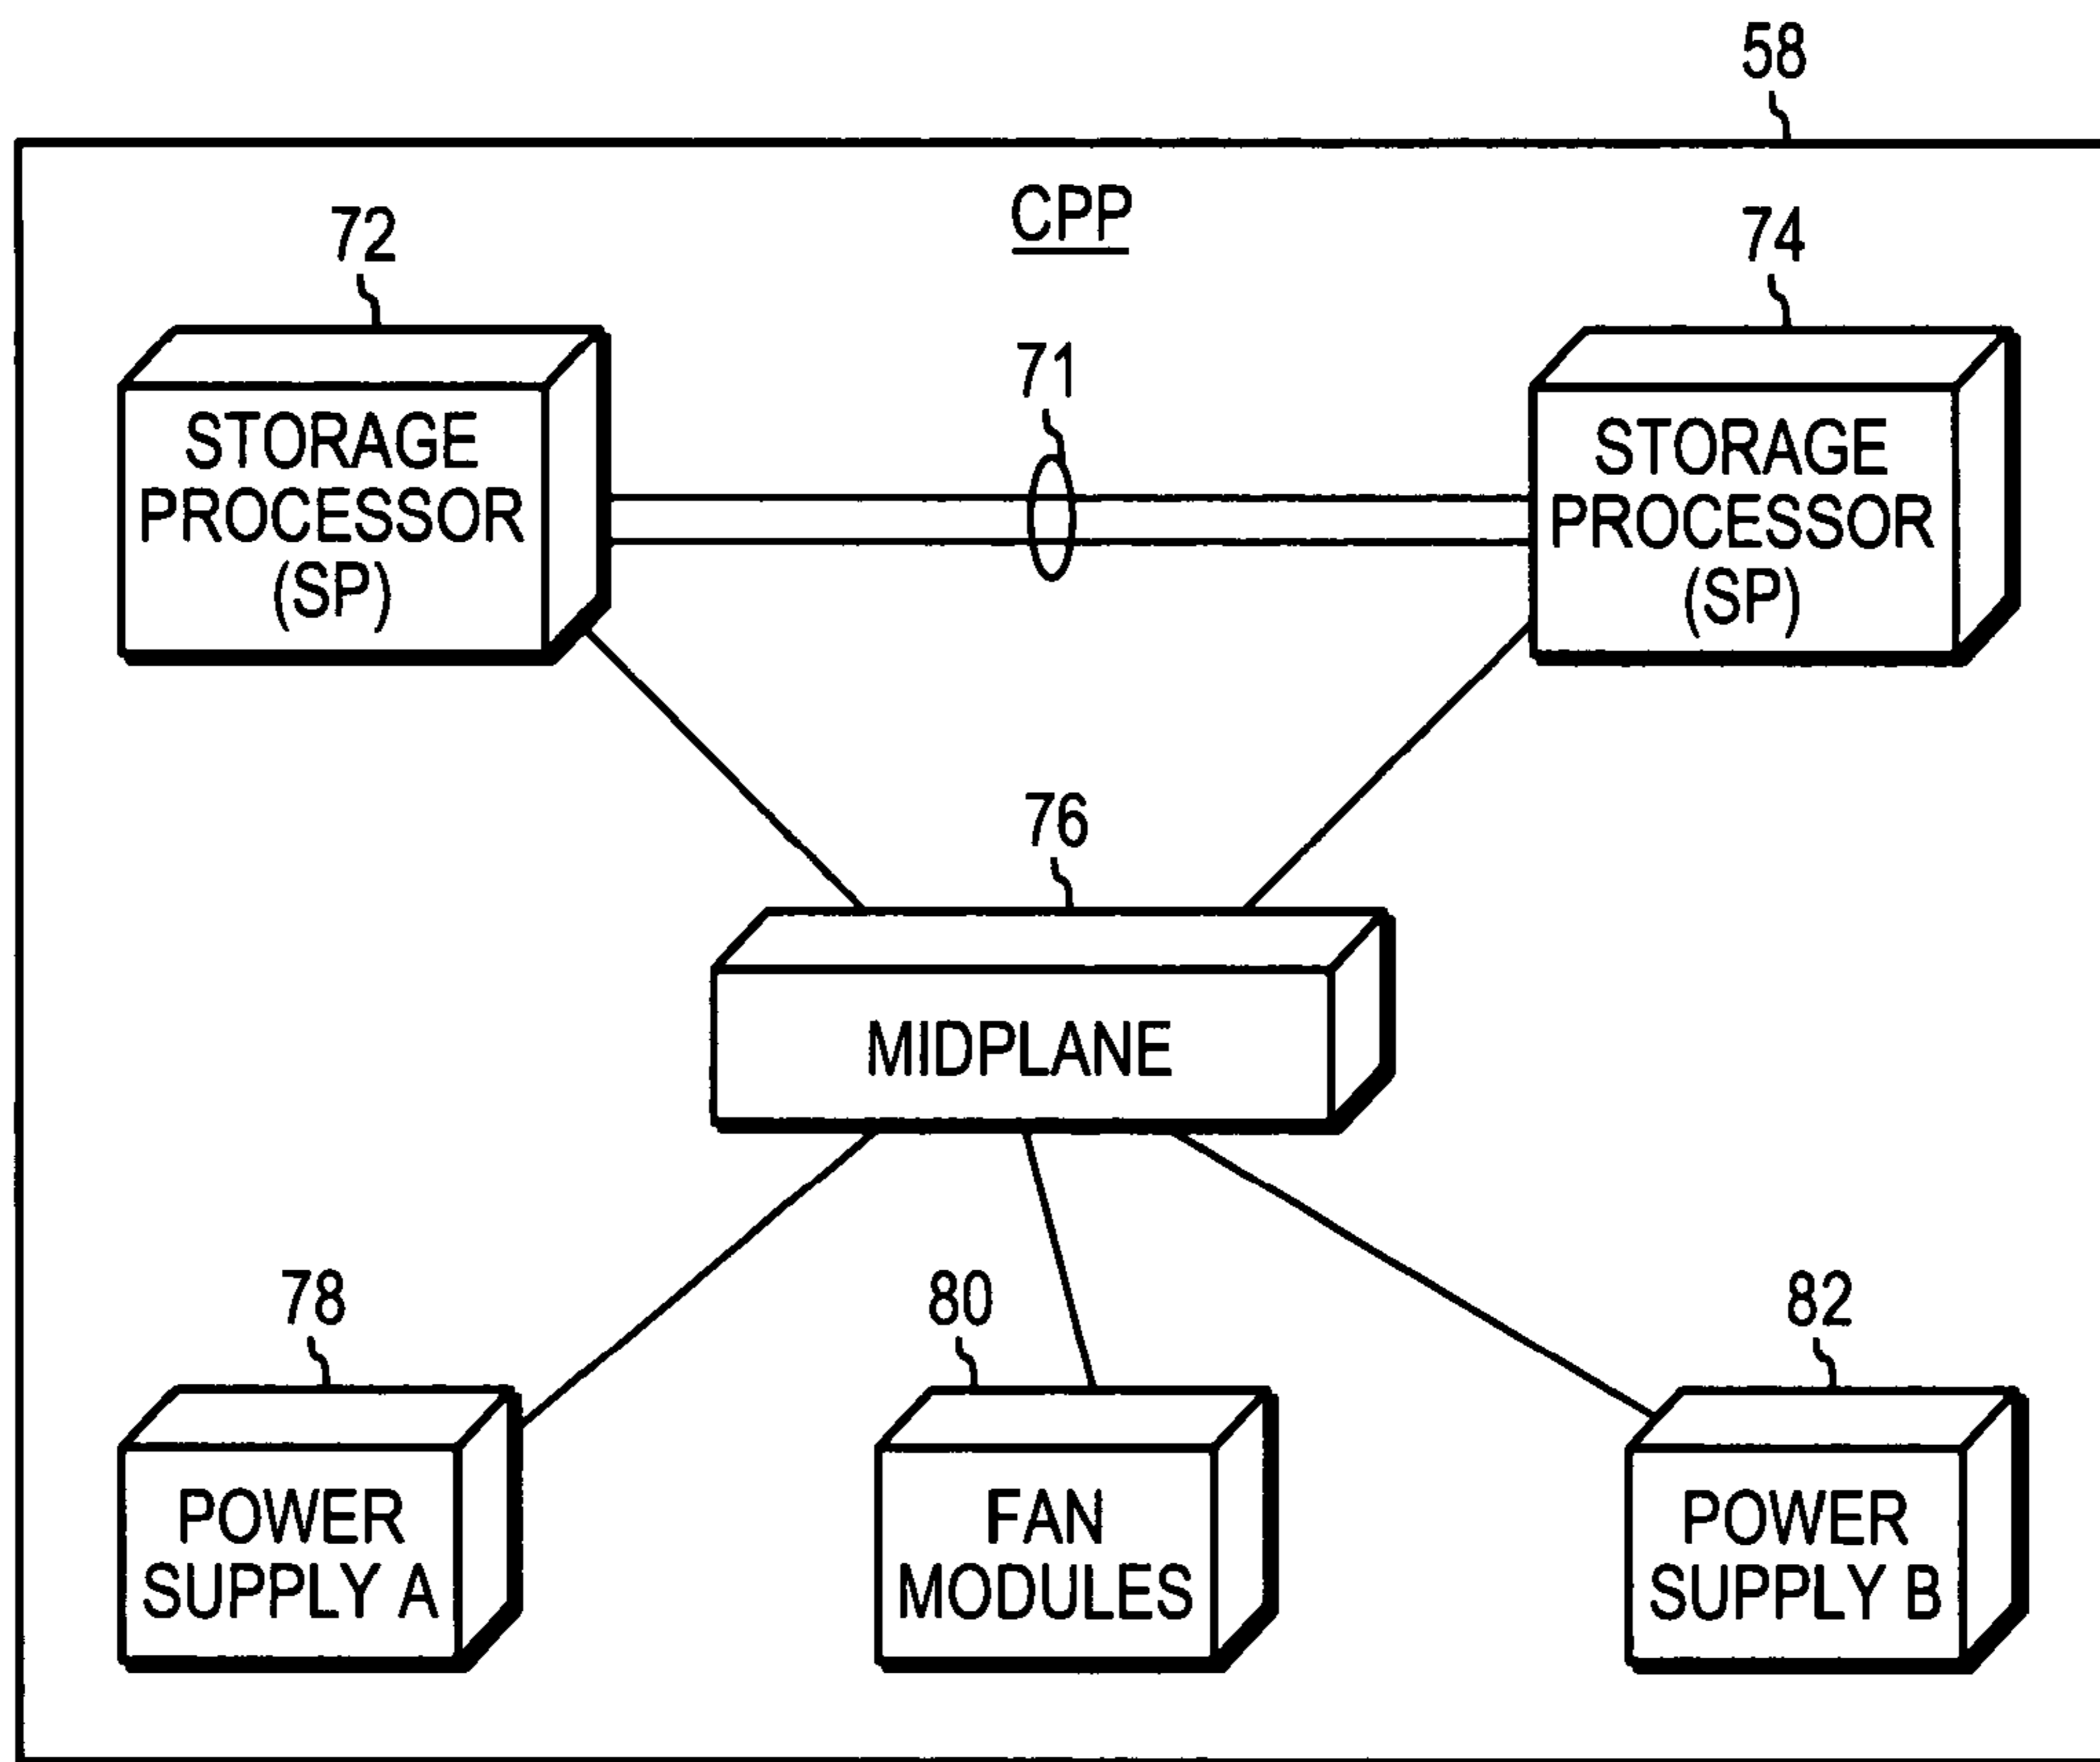 58
CPP
72
74
71
STORAGE
PROCESSOR
(SP)
STORAGE
PROCESSOR
(SP)
76
MIDPLANE
78
80
82
POWER
SUPPLY A
FAN
MODULES
POWER
SUPPLY B